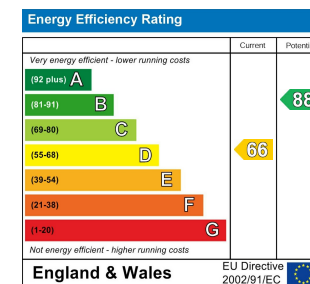 Energy Efficiency Rating
Current Potenti
Very energy efficient - lower running costs
(92 plus) A
(81-91) B
88
(69-80) C
(55-68) D
66
(39-54) E
(21-38) F
(1-20) G
Not energy efficient - higher running costs
England & Wales
EU Directive
2002/91/EC